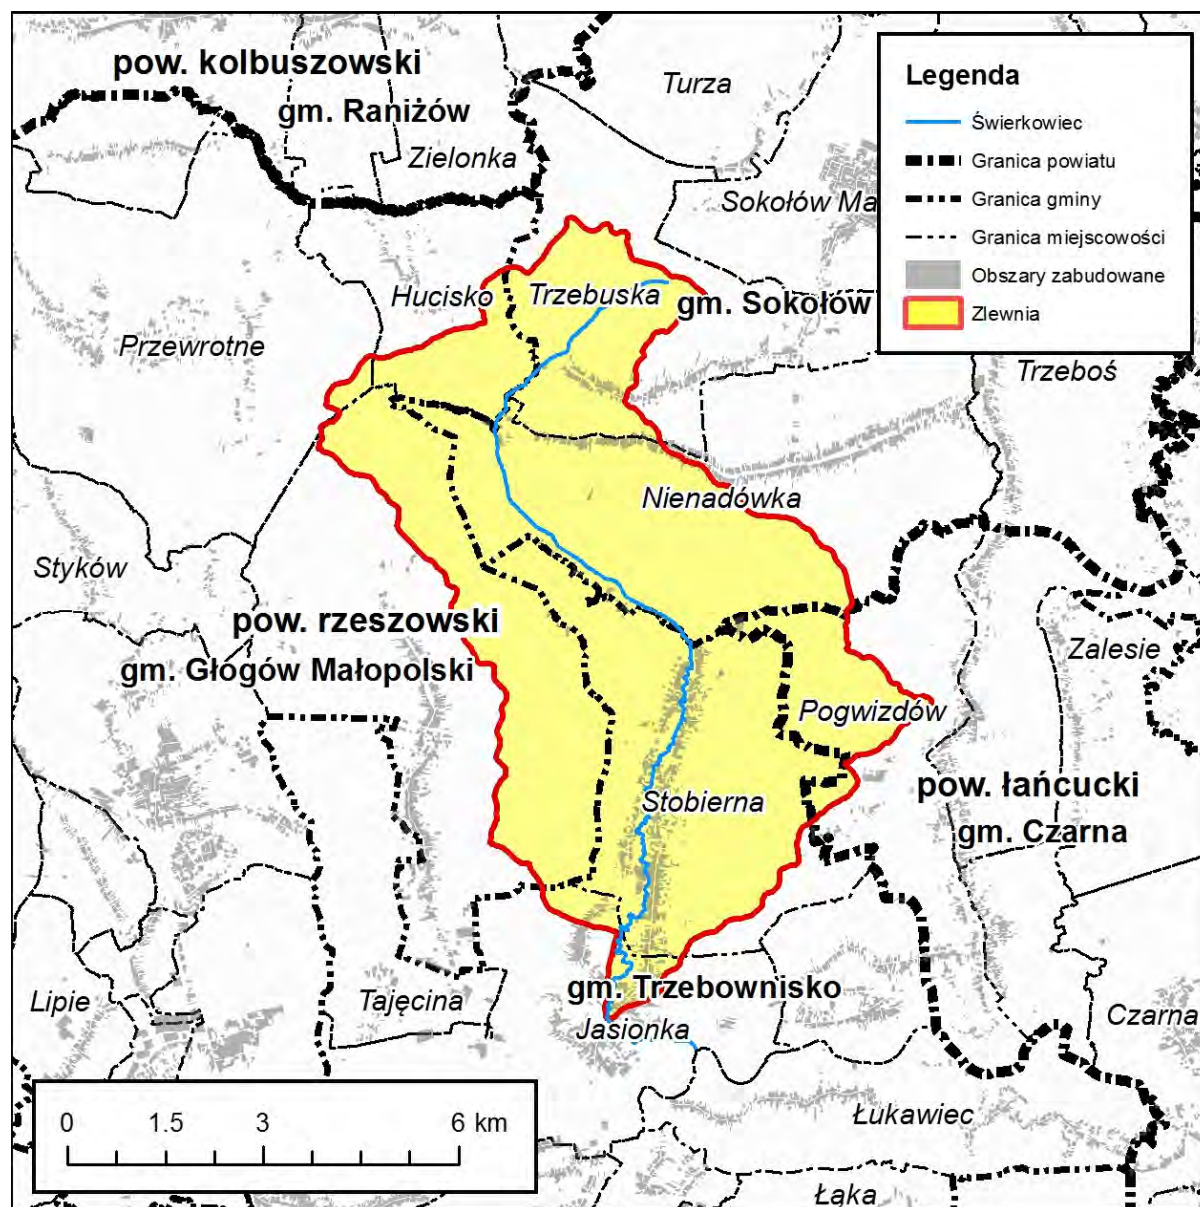 pow. kolbuszowski
gm. Raniżów
Zielonka
Turza
Sokołów Ma
Hucisko
Trzebuska
gm. Sokołów
Przewrotne
Trzeboś
Nienadówka
Styków
pow. rzeszowski
gm. Głogów Małopolski
Zalesie
Pogwizdów
pow. łańcucki
gm. Czarna
Stobierna
gm. Trzebownisko
Lipie
Tajęcina
Jasionka
Czarna
Łukawiec
Łąka
Legenda
Świerkowiec
Granica powiatu
Granica gminy
Granica miejscowości
Obszary zabudowane
Zlewnia
0 1.5 3 6 km